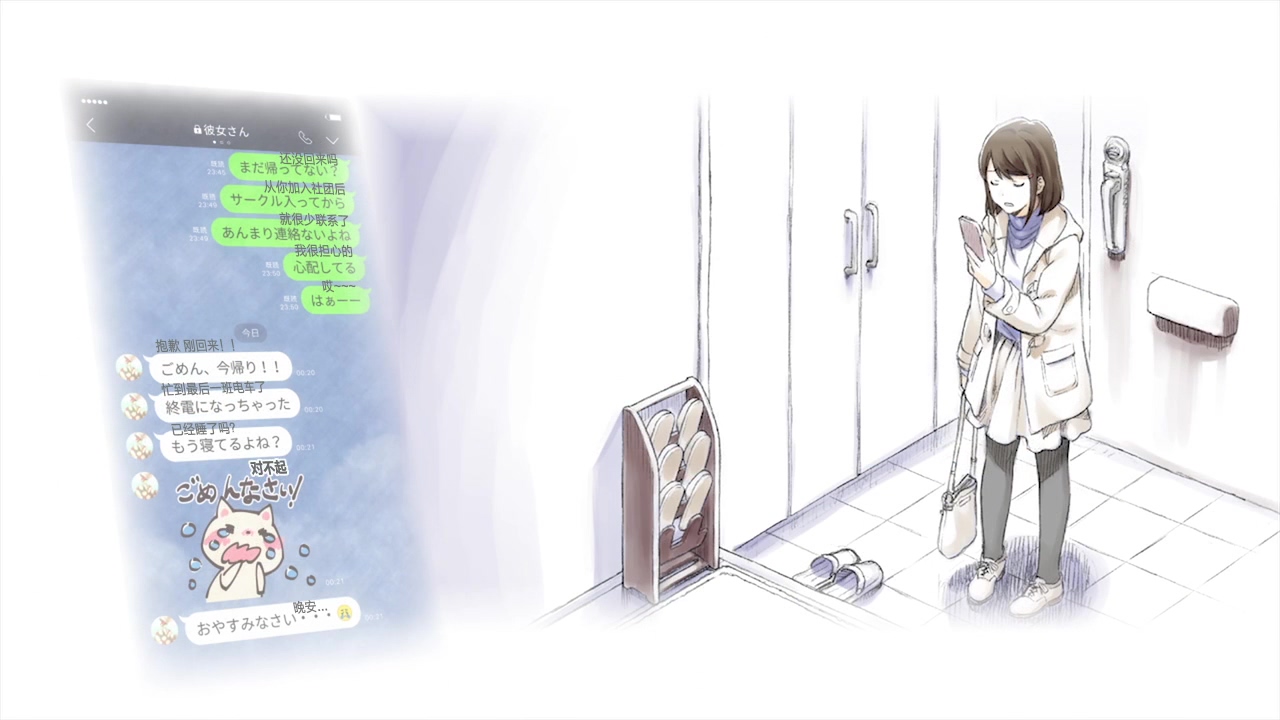 彼女さん
还没回来吗
既読
23:45
まだ帰ってない？
从你加入社团后
既読
23:45
サークル入ってから
就很少联系了
既読
23:45
あんまり連絡ないよね
我很担心的
既読
23:50
心配してる
哎~~~
既読
23:50
はぁーー
今日
抱歉 刚回来！！
ごめん、今帰り！！
00:20
忙到最后一班电车了
終電になっちゃった
00:20
已经睡了吗?
もう寝てるよね？
00:21
对不起
ごめんなさい!
00:21
晚安...
おやすみなさい・・・
00:21